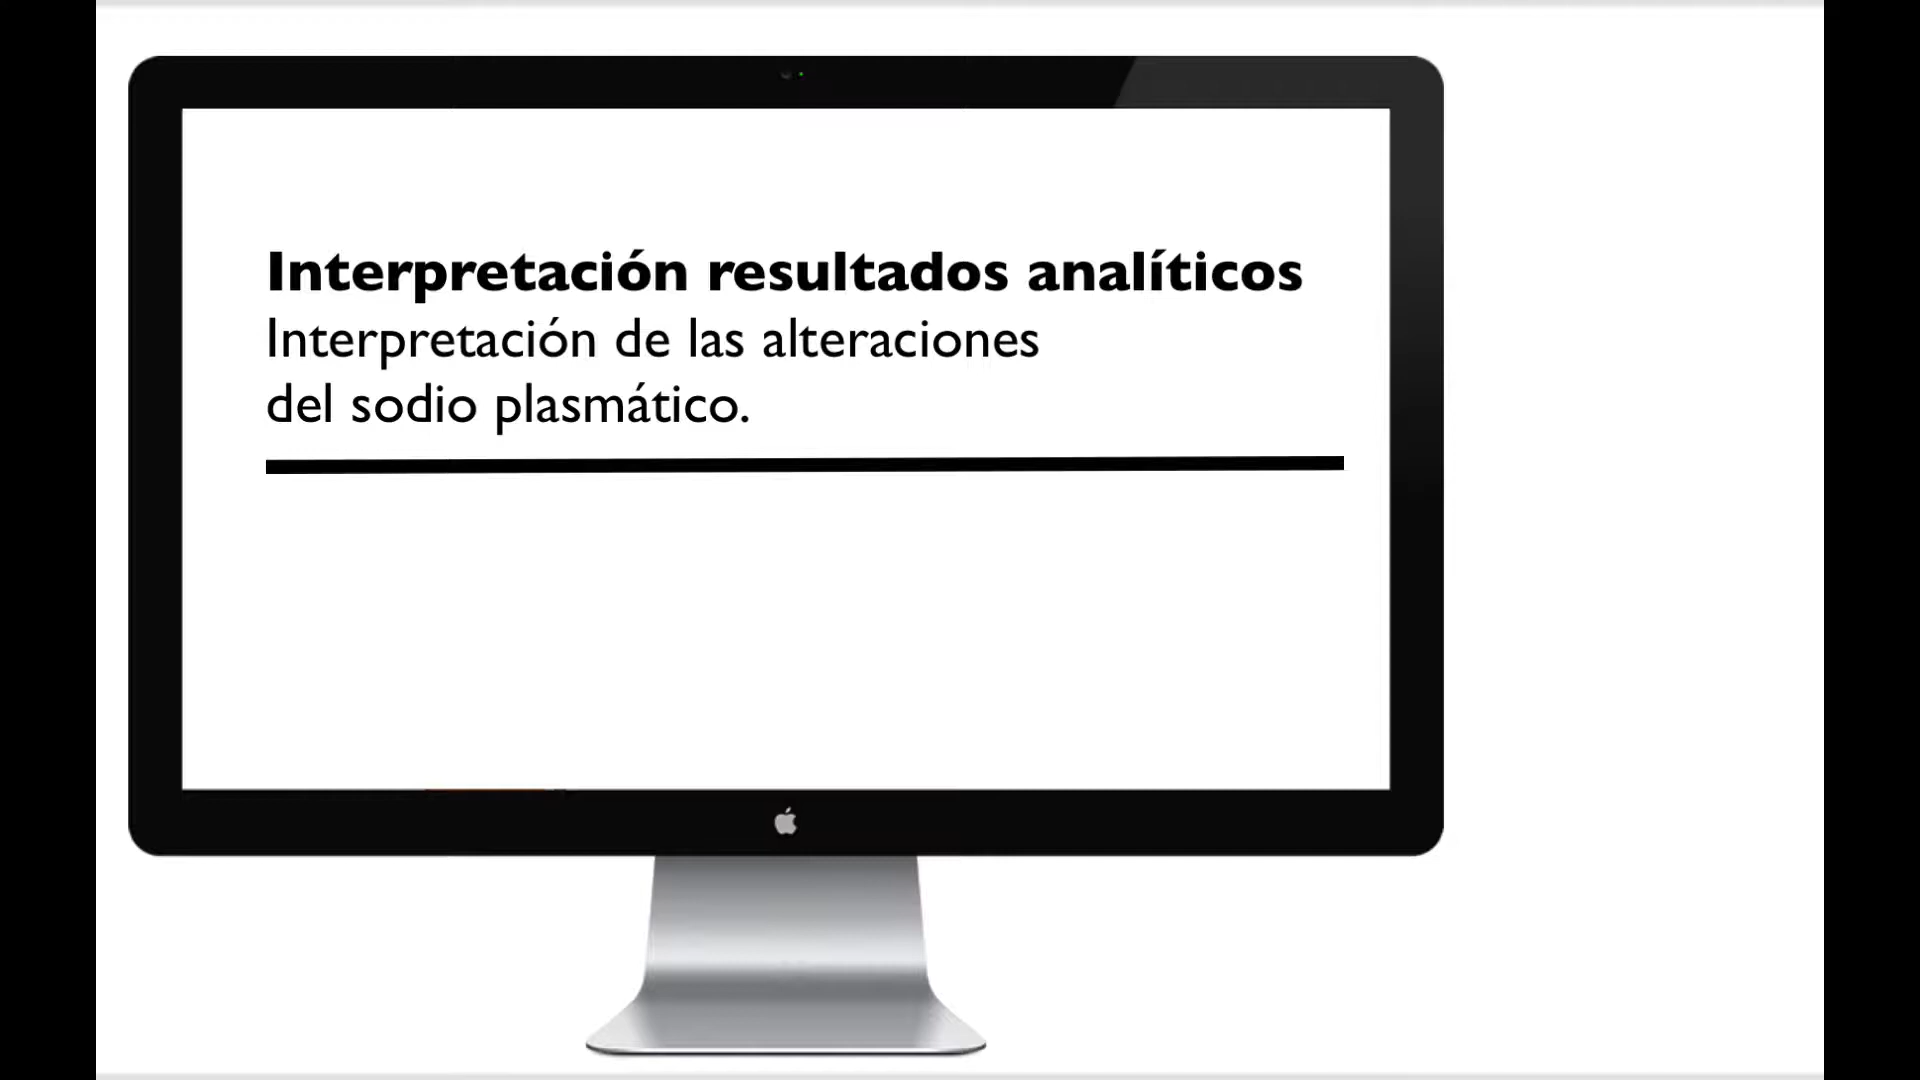 Interpretación resultados analíticos
Interpretación de las alteraciones
del sodio plasmático.